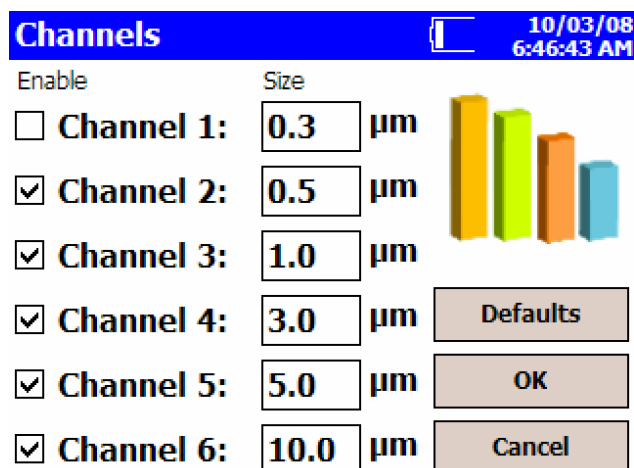 Channels
10/03/08
6:46:43 AM
Enable Size
Channel 1: 0.3 µm
Channel 2: 0.5 µm
Channel 3: 1.0 µm
Channel 4: 3.0 µm
Defaults
Channel 5: 5.0 µm
OK
Channel 6: 10.0 µm
Cancel